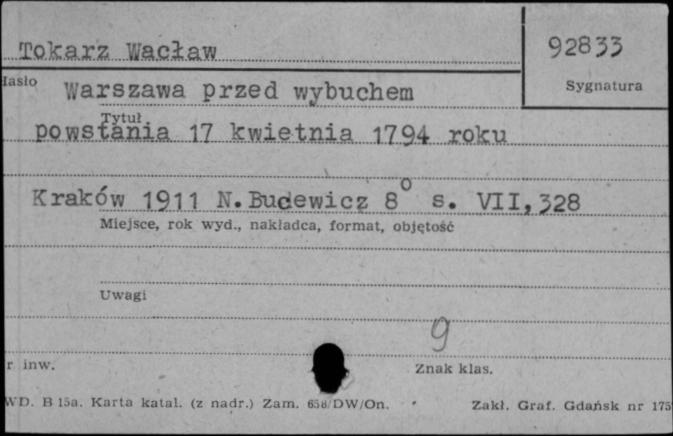 Tokarz Wacław
92833
Hasło
Sygnatura
Warszawa przed wybuchem
Tytuł
powstania 17 kwietnia 1794 roku
Kraków 1911 N.Budewicz 8° s. VII,328
Miejsce, rok wyd., nakładca, format, objętość
Uwagi
9
r inw.
Znak klas.
WD. B 15a. Karta katal. (z nadr.) Zam. 658/DW/On.
Zakł. Graf. Gdańsk nr 175